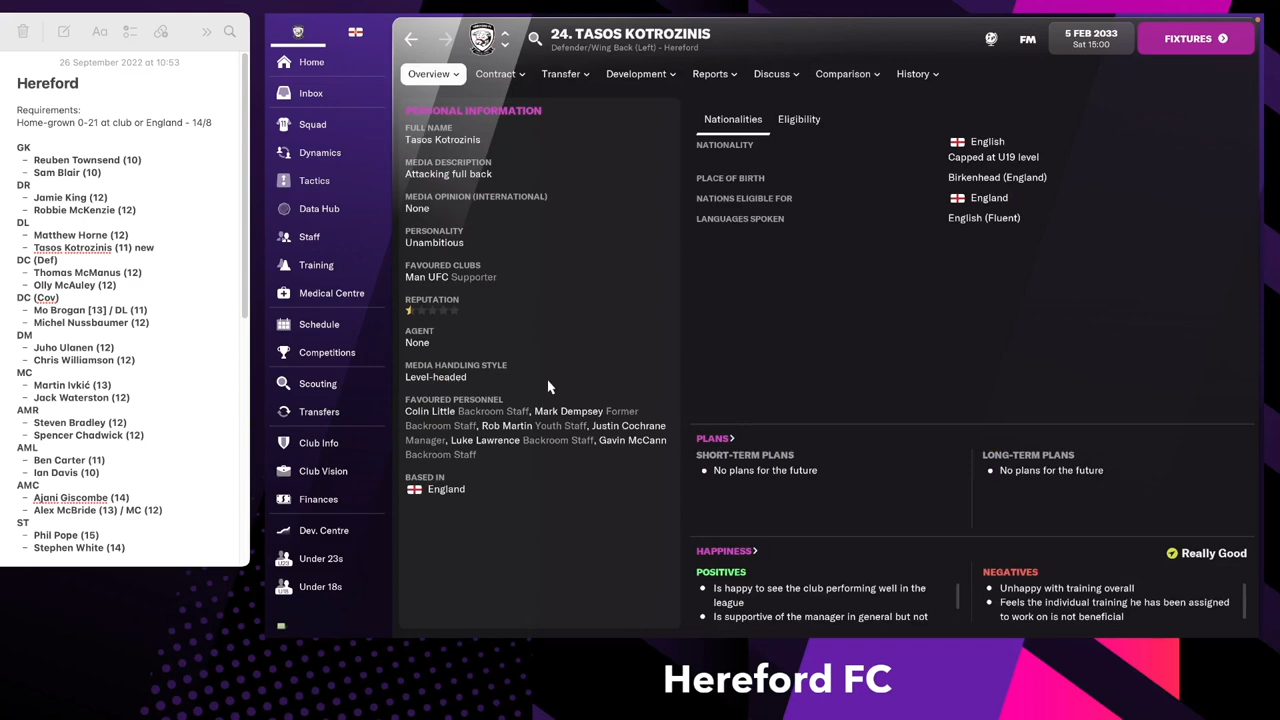 26 September 2022 at 10:53
Hereford
Requirements:
Home-grown 0-21 at club or England - 14/8
GK
– Reuben Townsend (10)
– Sam Blair (10)
DR
– Jamie King (12)
– Robbie McKenzie (12)
DL
– Matthew Horne (12)
– Tasos Kotrozinis (11) new
DC (Def)
– Thomas McManus (12)
– Olly McAuley (12)
DC (Cov)
– Mo Brogan [13] / DL (11)
– Michel Nussbaumer (12)
DM
– Juho Ulanen (12)
– Chris Williamson (12)
MC
– Martin Ivkić (13)
– Jack Waterston (12)
AMR
– Steven Bradley (12)
– Spencer Chadwick (12)
AML
– Ben Carter (11)
– Ian Davis (10)
AMC
– Ajani Giscombe (14)
– Alex McBride (13) / MC (12)
ST
– Phil Pope (15)
– Stephen White (14)
Home
Inbox
Squad
Dynamics
Tactics
Data Hub
Staff
Training
Medical Centre
Schedule
Competitions
Scouting
Transfers
Club Info
Club Vision
Finances
Dev. Centre
Under 23s
Under 18s
24. TASOS KOTROZINIS
Defender/Wing Back (Left) - Hereford
FM
5 FEB 2033
Sat 15:00
FIXTURES
Overview Contract Transfer Development Reports Discuss Comparison History
PERSONAL INFORMATION
FULL NAME
Tasos Kotrozinis
MEDIA DESCRIPTION
Attacking full back
MEDIA OPINION (INTERNATIONAL)
None
PERSONALITY
Unambitious
FAVOURED CLUBS
Man UFC Supporter
REPUTATION
AGENT
None
MEDIA HANDLING STYLE
Level-headed
FAVOURED PERSONNEL
Colin Little Backroom Staff, Mark Dempsey Former
Backroom Staff, Rob Martin Youth Staff, Justin Cochrane
Manager, Luke Lawrence Backroom Staff, Gavin McCann
Backroom Staff
BASED IN
England
Nationalities Eligibility
NATIONALITY English
Capped at U19 level
PLACE OF BIRTH Birkenhead (England)
NATIONS ELIGIBLE FOR England
LANGUAGES SPOKEN English (Fluent)
PLANS
SHORT-TERM PLANS
• No plans for the future
LONG-TERM PLANS
• No plans for the future
HAPPINESS
Really Good
POSITIVES
• Is happy to see the club performing well in the
league
• Is supportive of the manager in general but not
NEGATIVES
• Unhappy with training overall
• Feels the individual training he has been assigned
to work on is not beneficial
Hereford FC